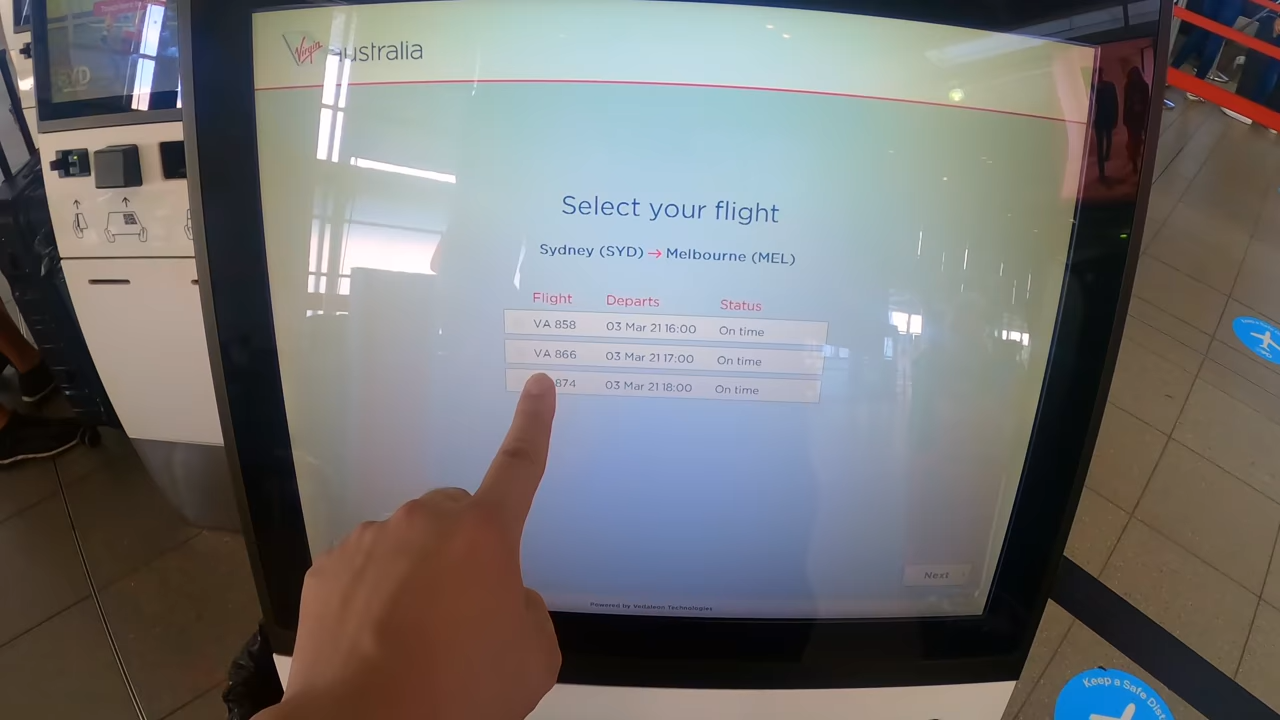 Virgin australia
Select your flight
Sydney (SYD) → Melbourne (MEL)
Flight Departs Status
VA 858 03 Mar 21 16:00 On time
VA 866 03 Mar 21 17:00 On time
874 03 Mar 21 18:00 On time
Next
Powered by Vedaleon Technologies
SYD
Keep a Safe Dist